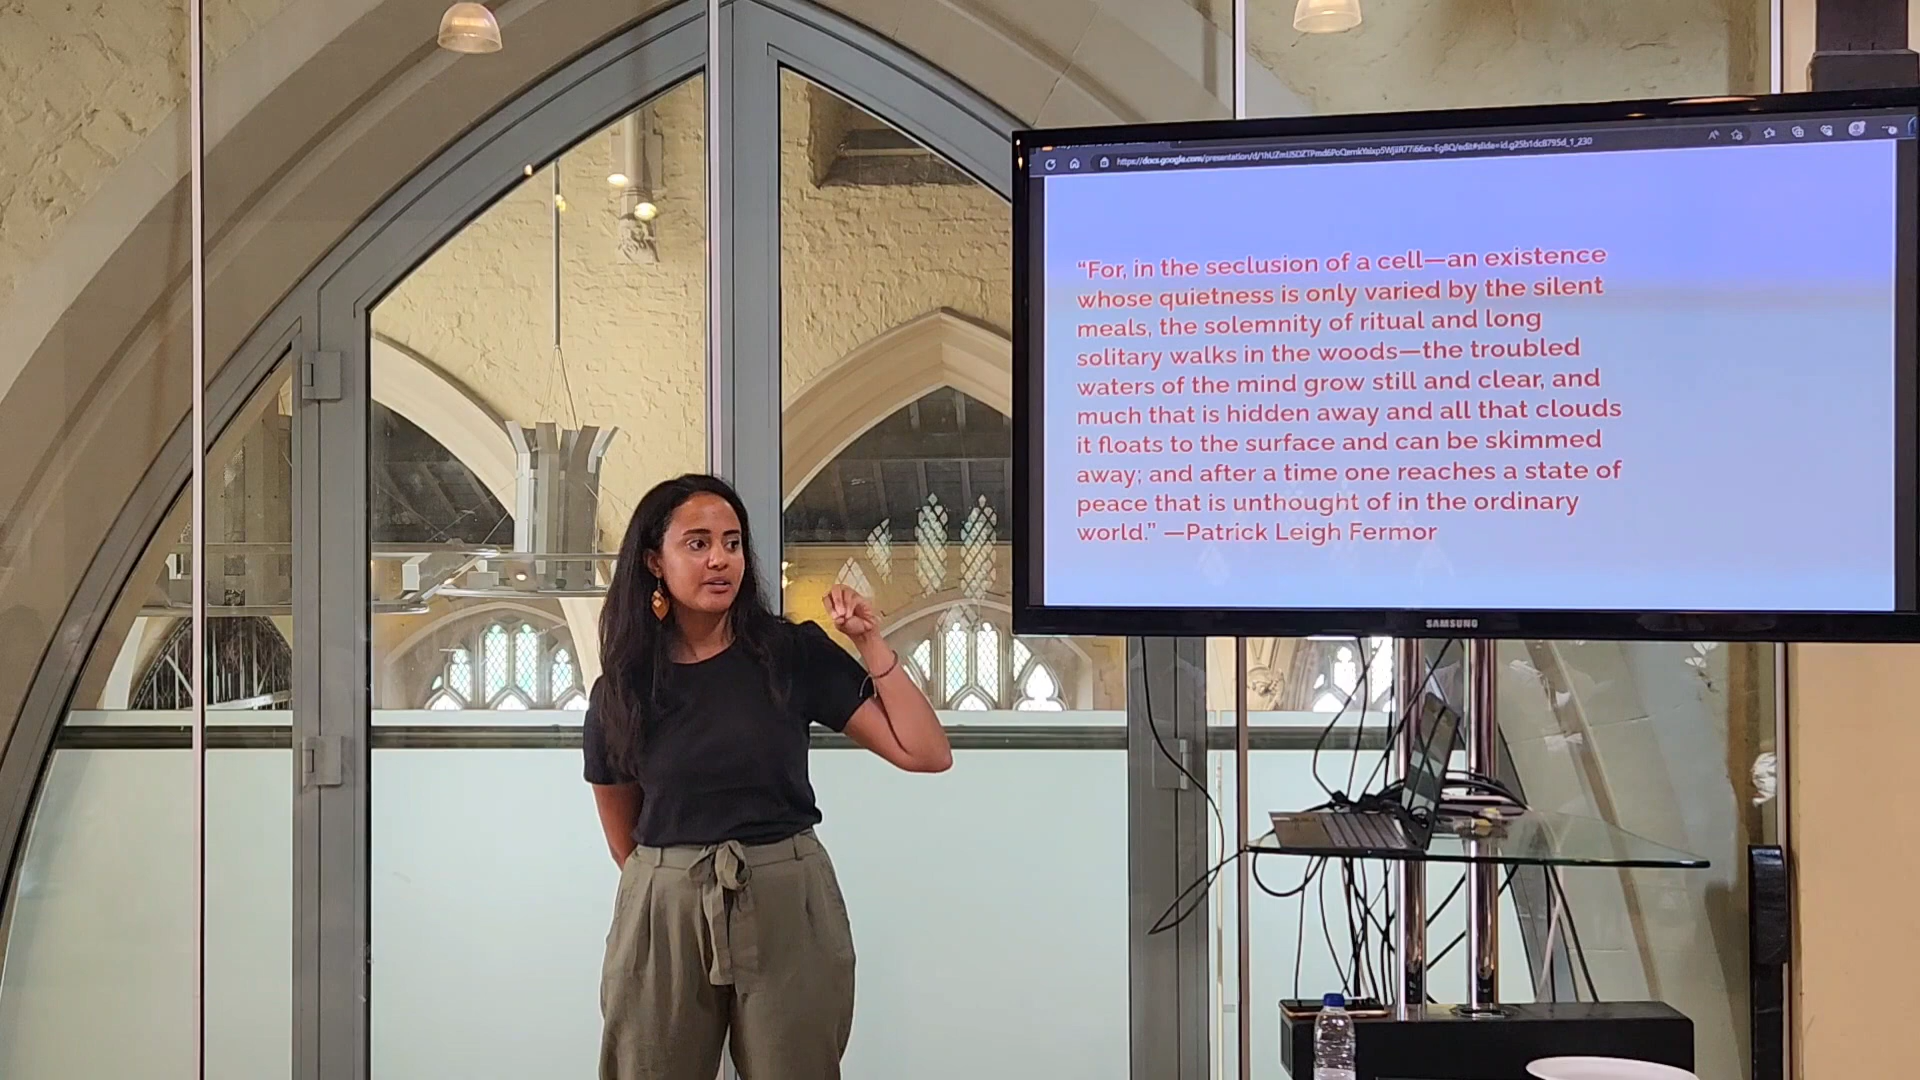 “For, in the seclusion of a cell—an existence
whose quietness is only varied by the silent
meals, the solemnity of ritual and long
solitary walks in the woods—the troubled
waters of the mind grow still and clear, and
much that is hidden away and all that clouds
it floats to the surface and can be skimmed
away; and after a time one reaches a state of
peace that is unthought of in the ordinary
world.” —Patrick Leigh Fermor
SAMSUNG